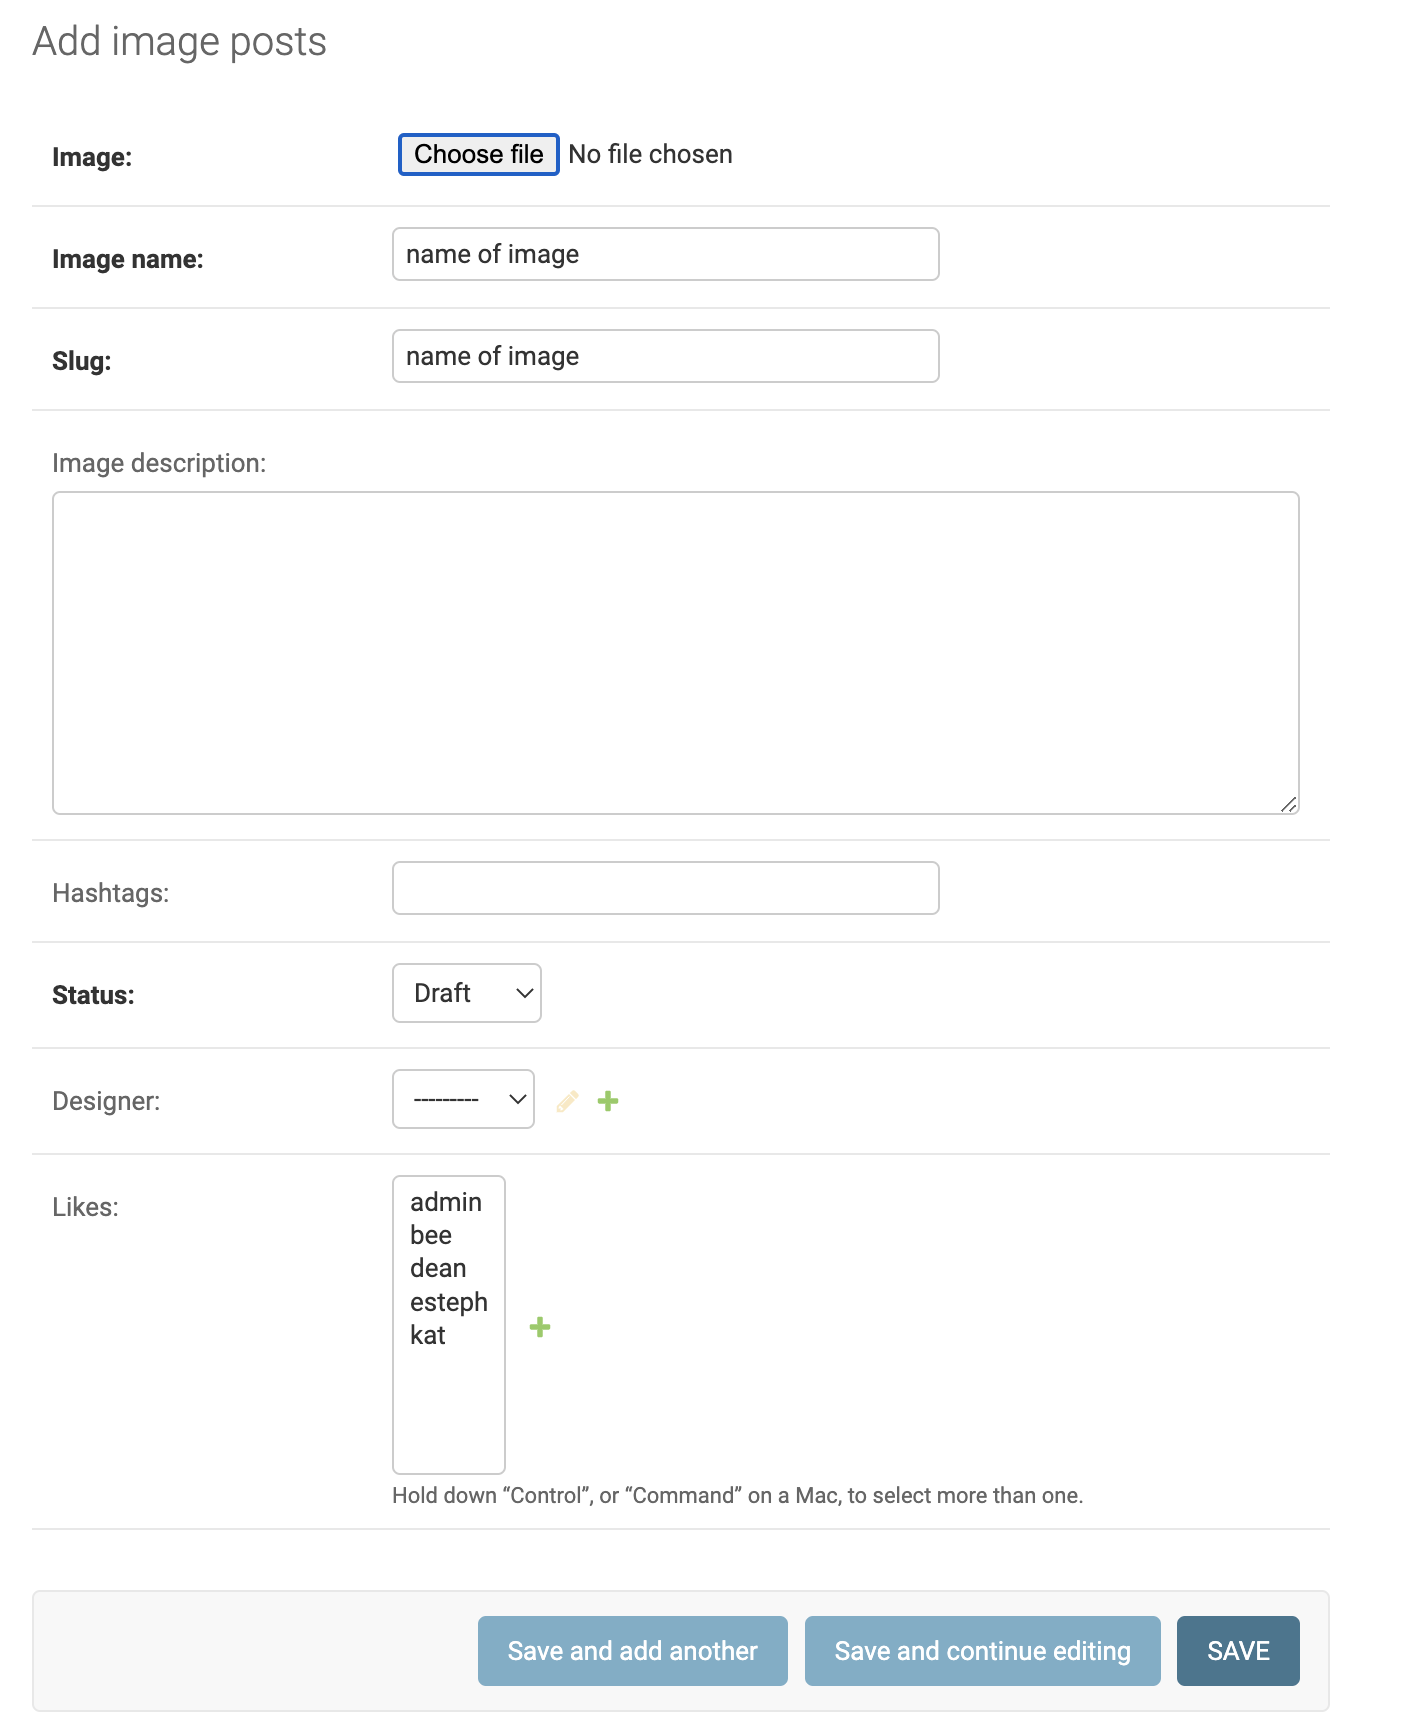 Add image posts
Image: Choose file No file chosen
Image name: name of image
Slug: name of image
Image description:
Hashtags:
Status: Draft
Designer: ---------
Likes: admin
bee
dean
esteph
kat
Hold down “Control”, or “Command” on a Mac, to select more than one.
Save and add another Save and continue editing SAVE